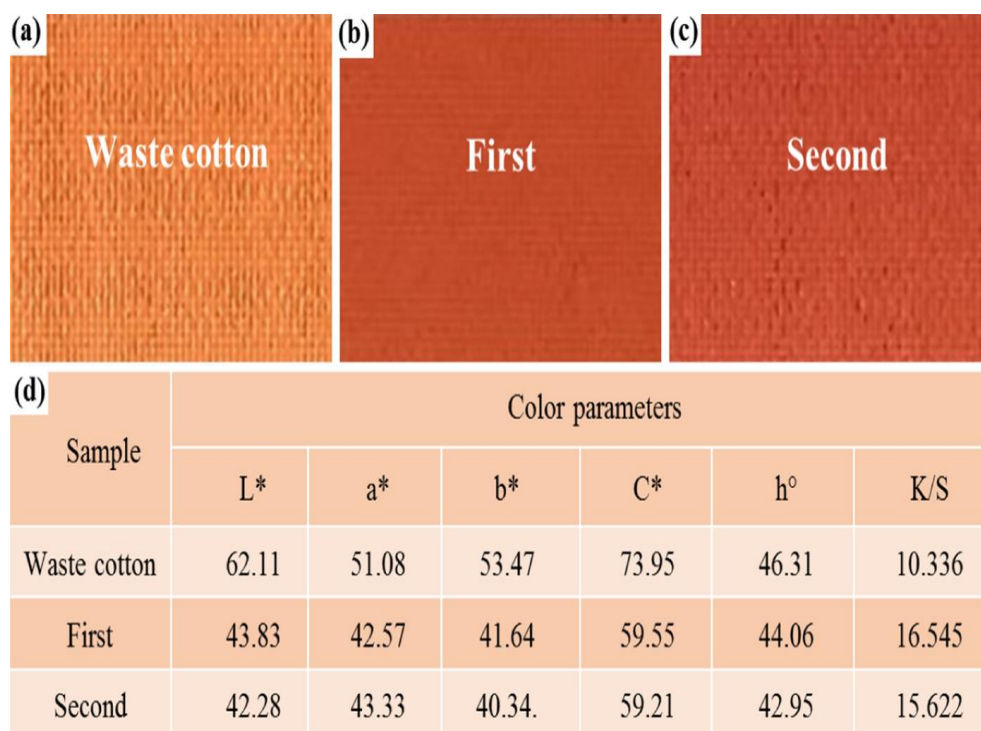 (a)
Waste cotton
(b)
First
(c)
Second
(d)
Sample
Color parameters
L* a* b* C* h° K/S
Waste cotton 62.11 51.08 53.47 73.95 46.31 10.336
First 43.83 42.57 41.64 59.55 44.06 16.545
Second 42.28 43.33 40.34. 59.21 42.95 15.622